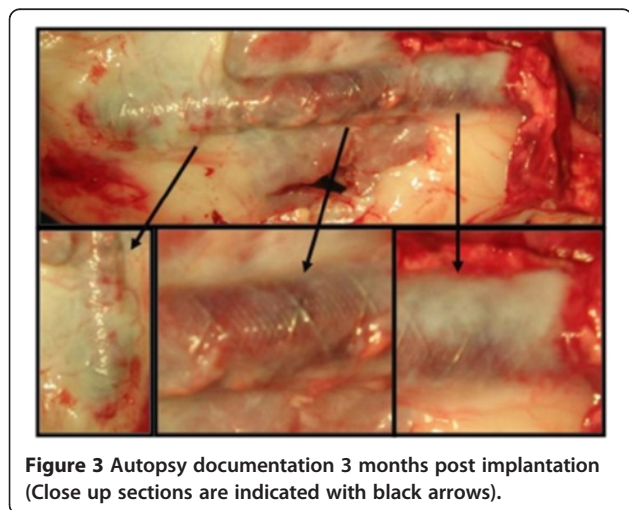 Figure 3 Autopsy documentation 3 months post implantation
(Close up sections are indicated with black arrows).